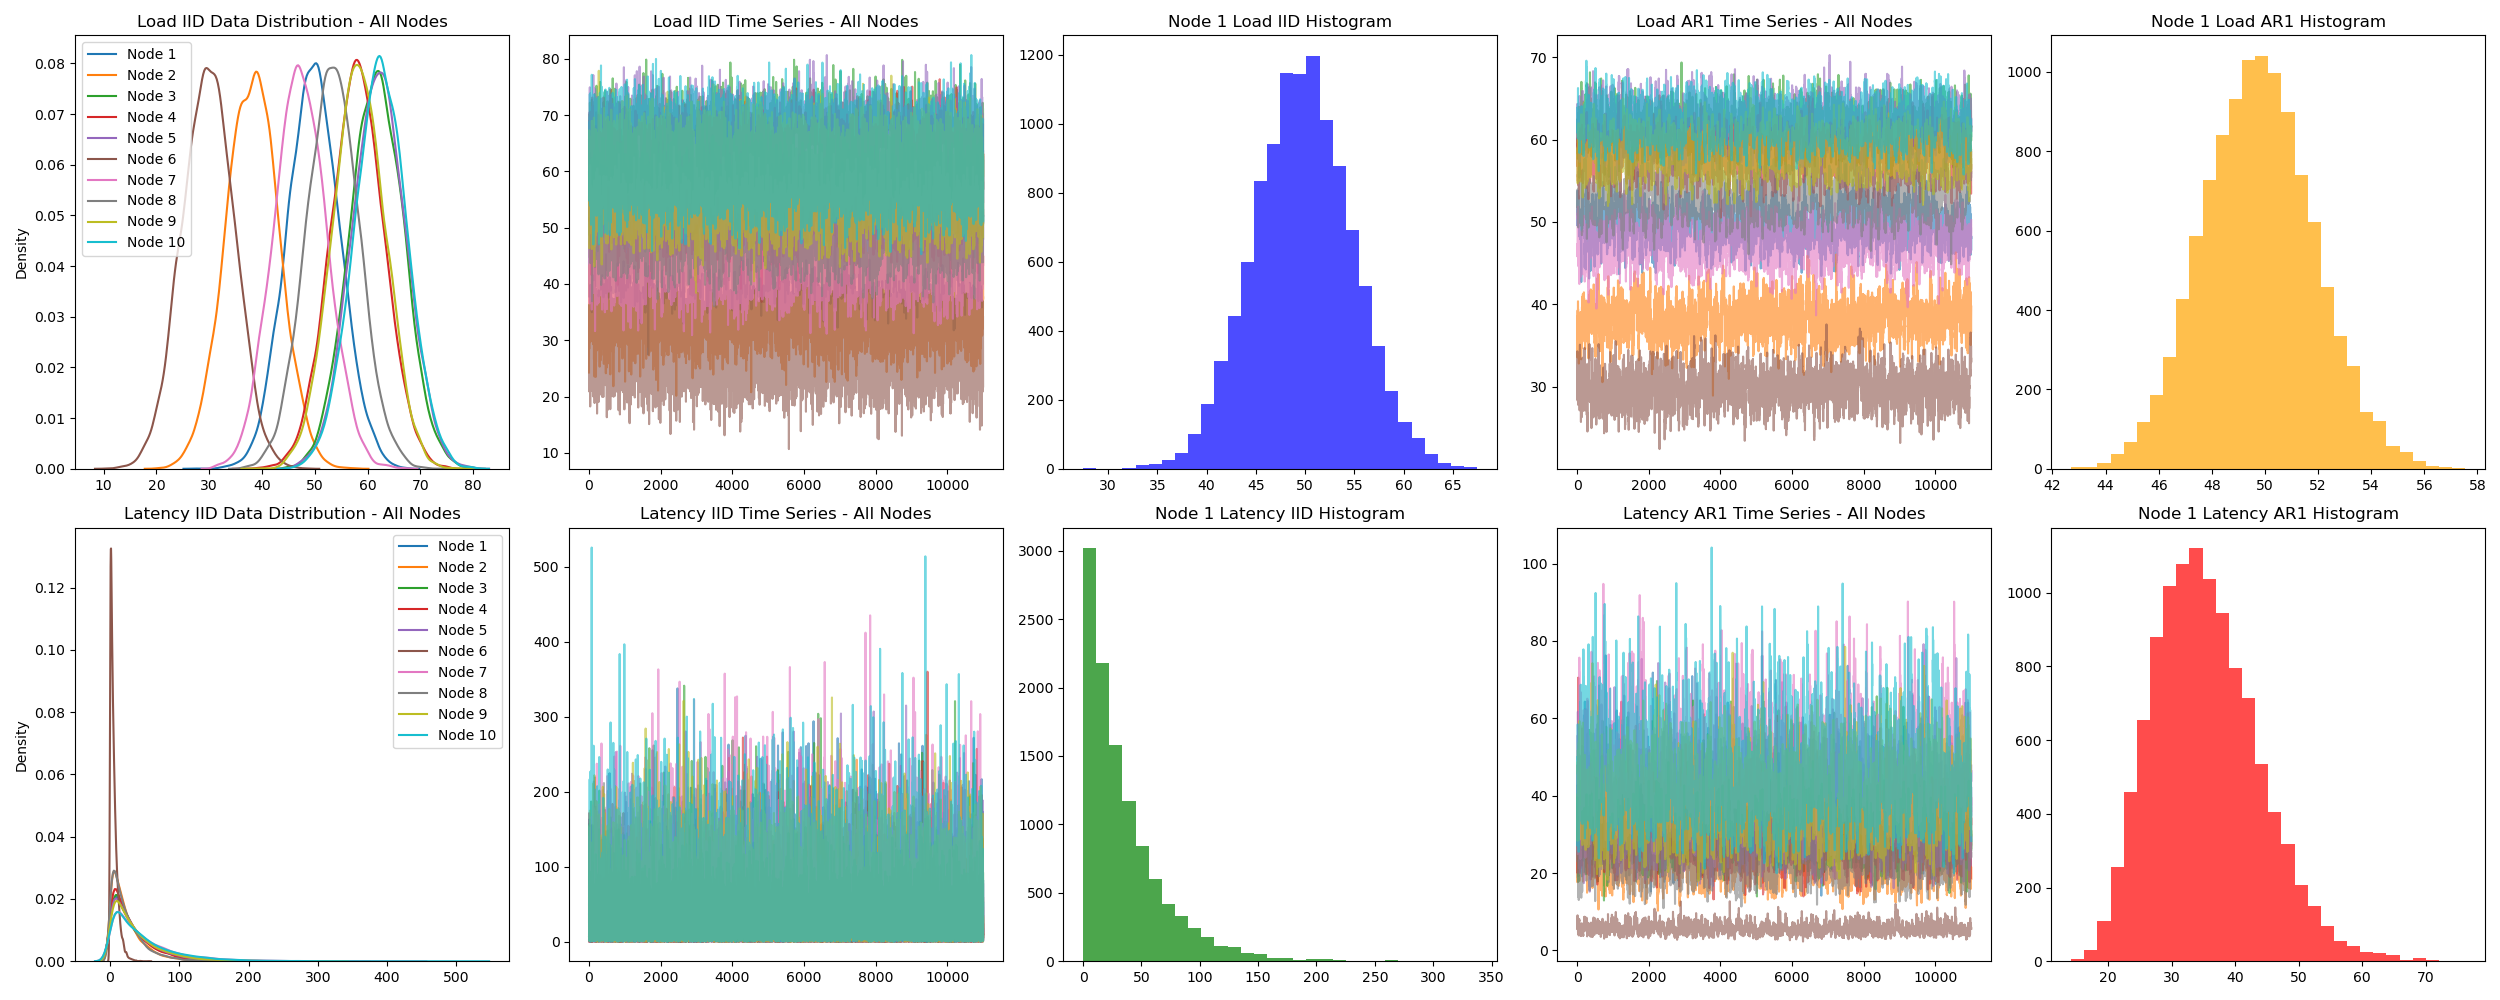 Load IID Data Distribution - All Nodes
Density
0.08
0.07
0.06
0.05
0.04
0.03
0.02
0.01
0.00
Node 1
Node 2
Node 3
Node 4
Node 5
Node 6
Node 7
Node 8
Node 9
Node 10
10 20 30 40 50 60 70 80
Load IID Time Series - All Nodes
80
70
60
50
40
30
20
10
0 2000 4000 6000 8000 10000
Node 1 Load IID Histogram
1200
1000
800
600
400
200
0
30 35 40 45 50 55 60 65
Load AR1 Time Series - All Nodes
70
60
50
40
30
0 2000 4000 6000 8000 10000
Node 1 Load AR1 Histogram
1000
800
600
400
200
0
42 44 46 48 50 52 54 56 58
Latency IID Data Distribution - All Nodes
Density
0.12
0.10
0.08
0.06
0.04
0.02
0.00
Node 1
Node 2
Node 3
Node 4
Node 5
Node 6
Node 7
Node 8
Node 9
Node 10
0 100 200 300 400 500
Latency IID Time Series - All Nodes
500
400
300
200
100
0
0 2000 4000 6000 8000 10000
Node 1 Latency IID Histogram
3000
2500
2000
1500
1000
500
0
0 50 100 150 200 250 300 350
Latency AR1 Time Series - All Nodes
100
80
60
40
20
0
0 2000 4000 6000 8000 10000
Node 1 Latency AR1 Histogram
1000
800
600
400
200
0
20 30 40 50 60 70